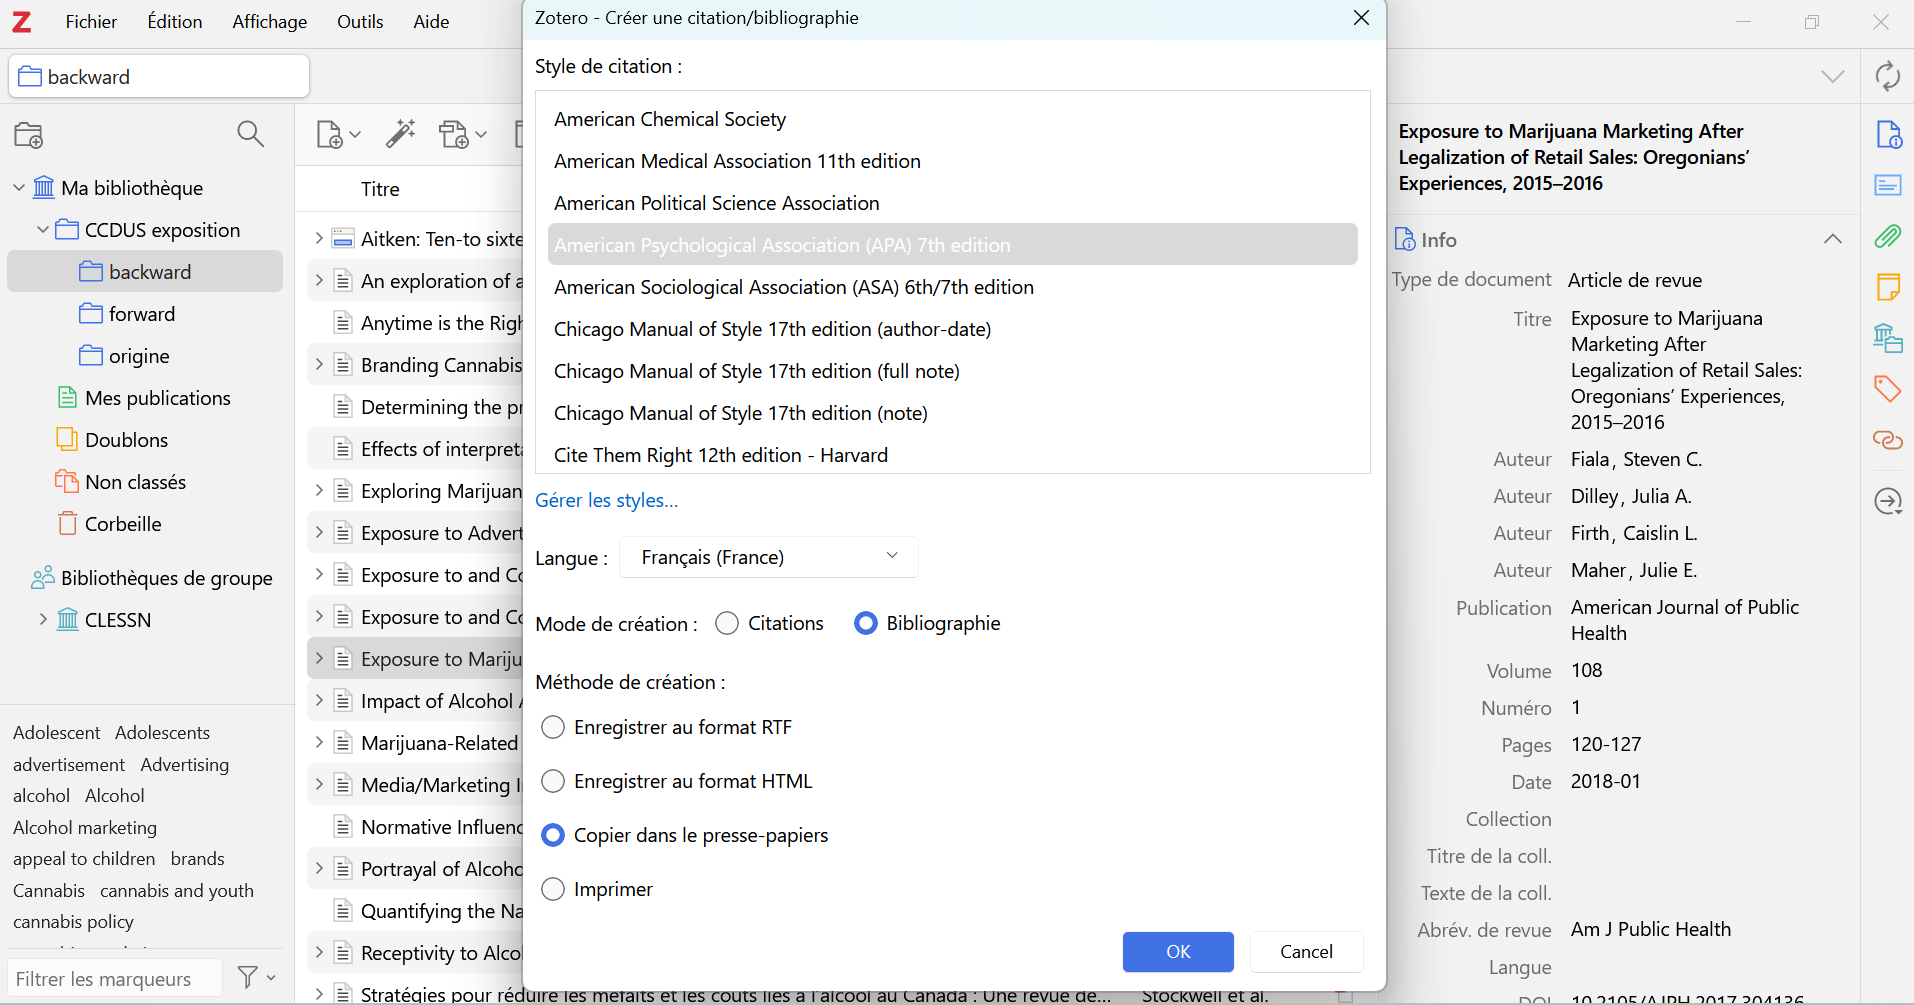 Z Fichier Édition Affichage Outils Aide
backward
Ma bibliothèque
CCDUS exposition
backward
forward
origine
Mes publications
Doublons
Non classés
Corbeille
Bibliothèques de groupe
CLESSN
Adolescent Adolescents
advertisement Advertising
alcohol Alcohol
Alcohol marketing
appeal to children brands
Cannabis cannabis and youth
cannabis policy
Filtrer les marqueurs
Titre
Aitken: Ten-to sixte
An exploration of a
Anytime is the Righ
Branding Cannabis
Determining the pr
Effects of interpreta
Exploring Marijuan
Exposure to Advert
Exposure to and Co
Exposure to and Co
Exposure to Mariju
Impact of Alcohol A
Marijuana-Related
Media/Marketing I
Normative Influenc
Portrayal of Alcoho
Quantifying the Na
Receptivity to Alco
Stratégies pour réduire les méfaits et les coûts liés à l'alcool au Canada : Une revue de... Stockwell et al.
Zotero - Créer une citation/bibliographie
Style de citation :
American Chemical Society
American Medical Association 11th edition
American Political Science Association
American Psychological Association (APA) 7th edition
American Sociological Association (ASA) 6th/7th edition
Chicago Manual of Style 17th edition (author-date)
Chicago Manual of Style 17th edition (full note)
Chicago Manual of Style 17th edition (note)
Cite Them Right 12th edition - Harvard
Gérer les styles...
Langue : Français (France)
Mode de création : Citations Bibliographie
Méthode de création :
Enregistrer au format RTF
Enregistrer au format HTML
Copier dans le presse-papiers
Imprimer
OK Cancel
Exposure to Marijuana Marketing After
Legalization of Retail Sales: Oregonians’
Experiences, 2015–2016
Info
Type de document Article de revue
Titre Exposure to Marijuana
Marketing After
Legalization of Retail Sales:
Oregonians’ Experiences,
2015–2016
Auteur Fiala, Steven C.
Auteur Dilley, Julia A.
Auteur Firth, Caislin L.
Auteur Maher, Julie E.
Publication American Journal of Public
Health
Volume 108
Numéro 1
Pages 120-127
Date 2018-01
Collection
Titre de la coll.
Texte de la coll.
Abrév. de revue Am J Public Health
Langue
DOI 10.2105/AJPH.2017.304136